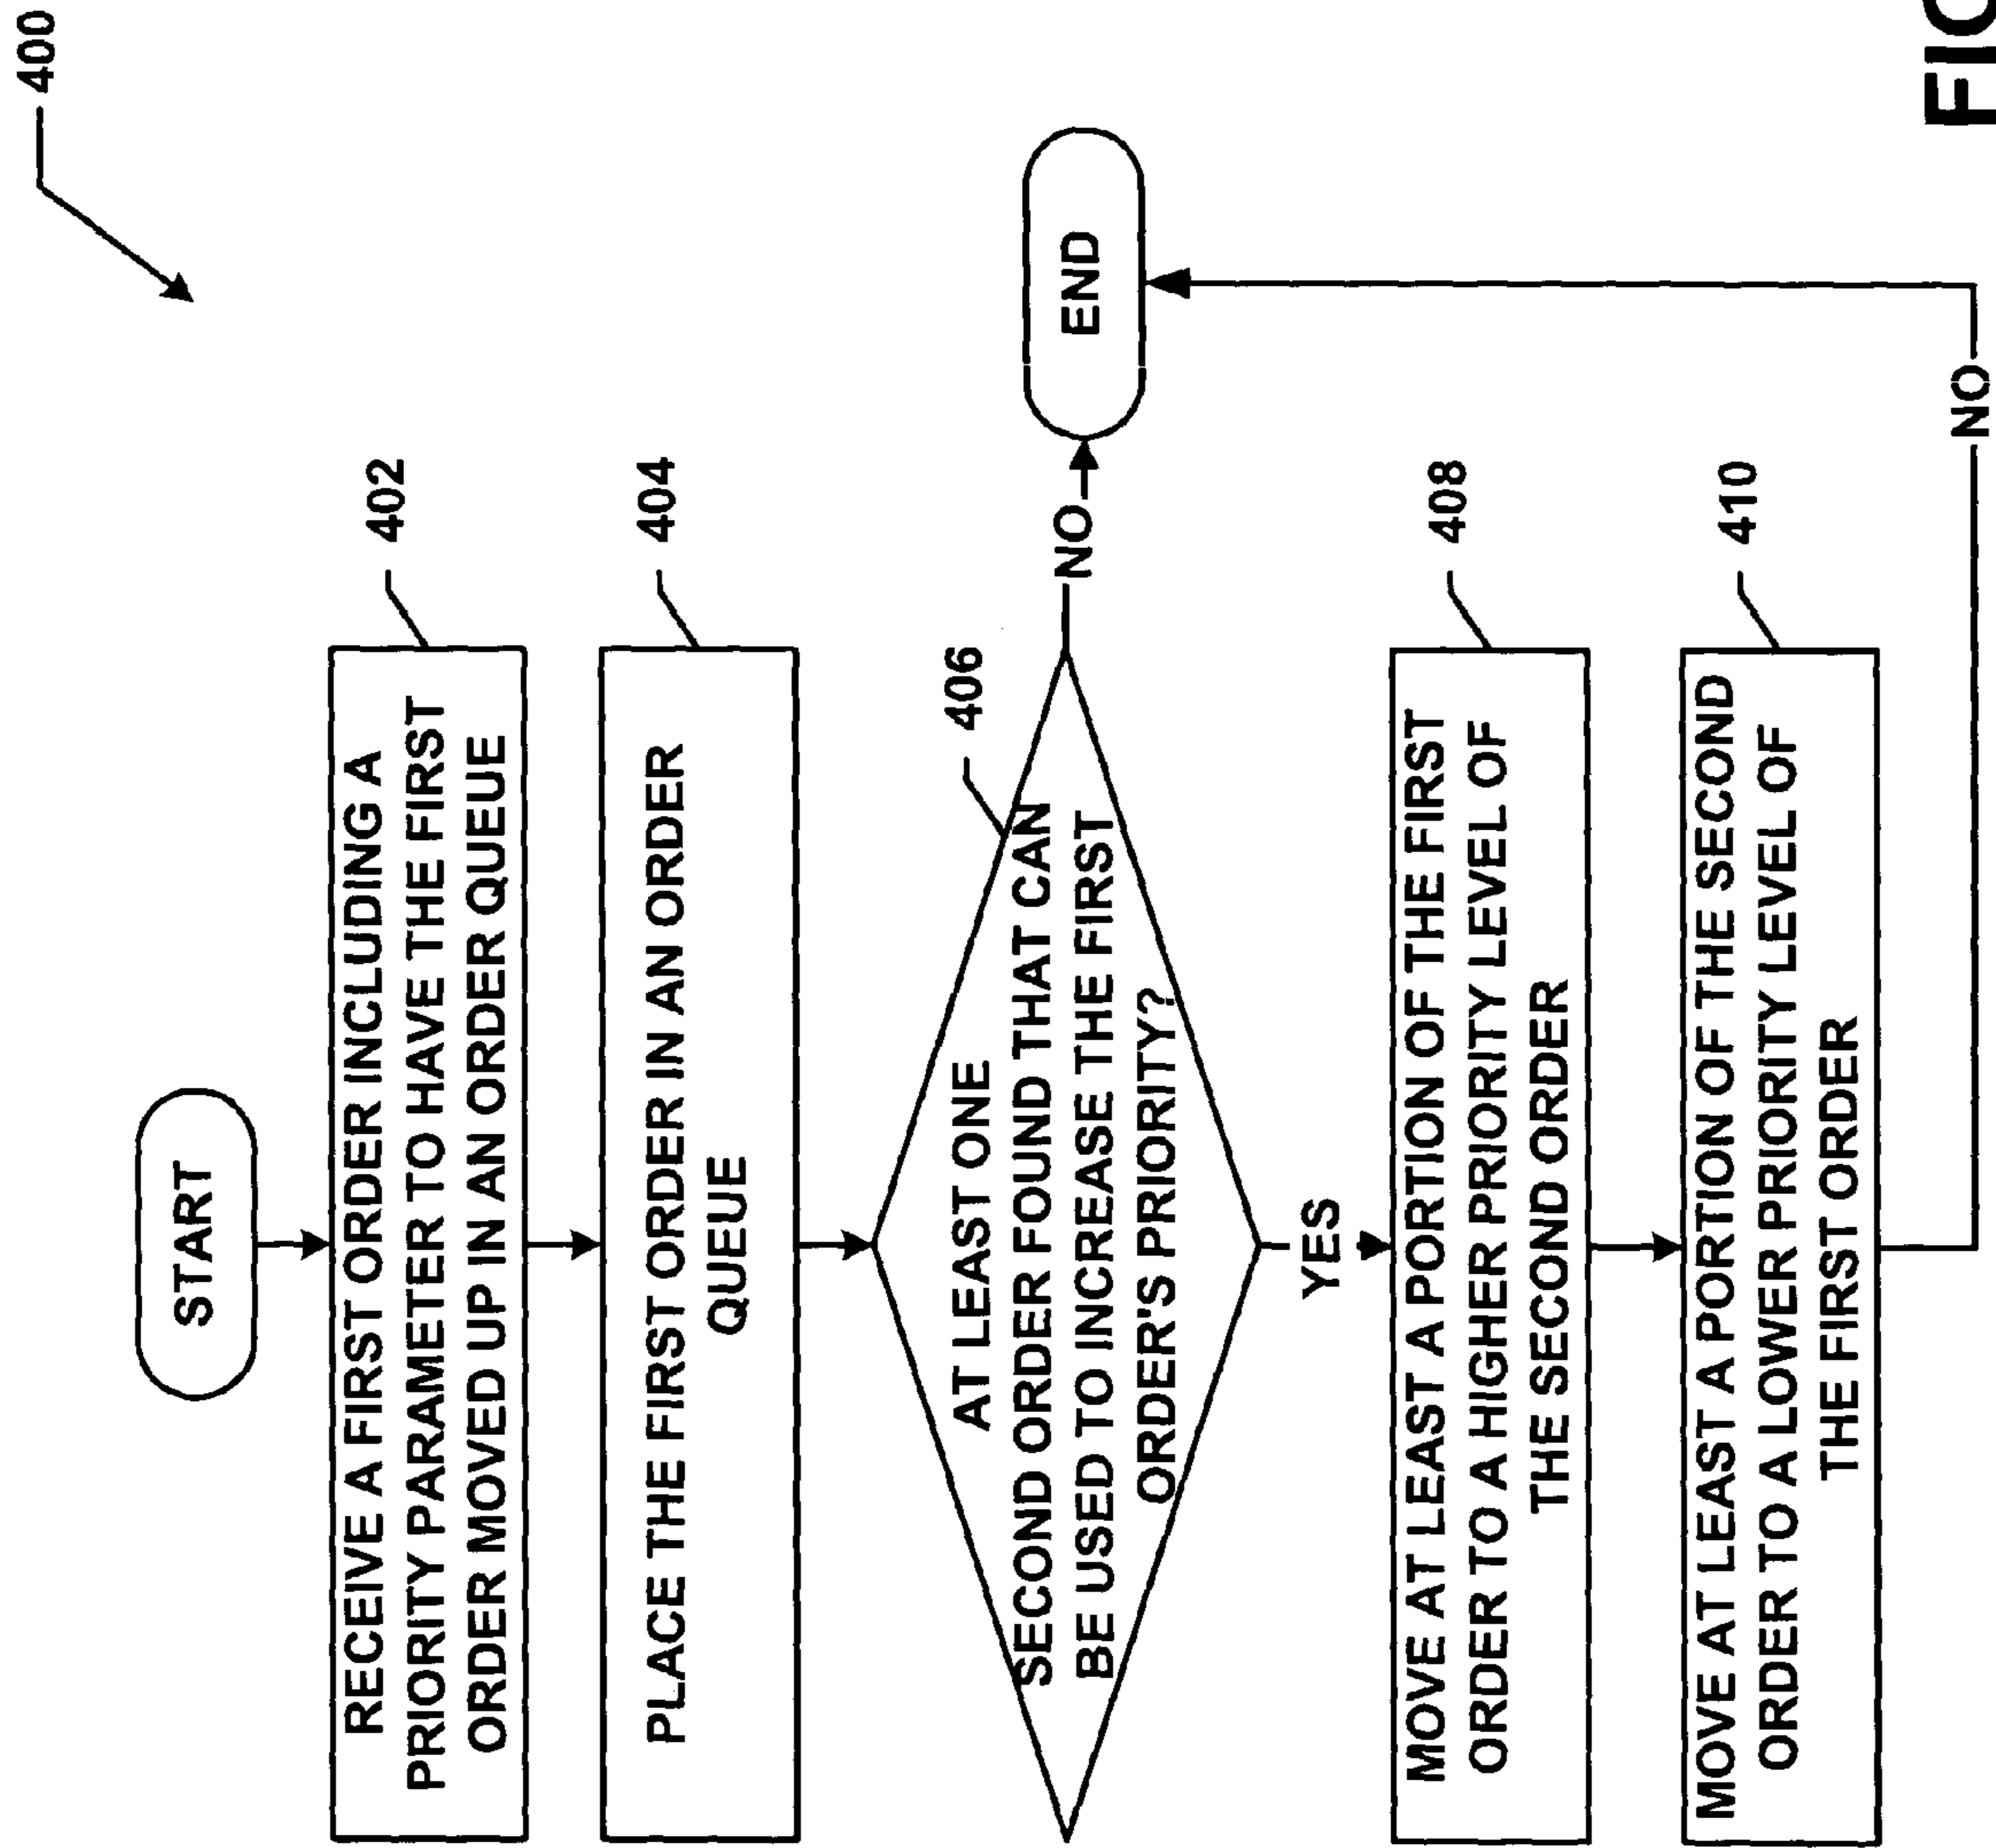 400
START
RECEIVE A FIRST ORDER INCLUDING A
PRIORITY PARAMETER TO HAVE THE FIRST
ORDER MOVED UP IN AN ORDER QUEUE
402
PLACE THE FIRST ORDER IN AN ORDER
QUEUE
404
AT LEAST ONE
SECOND ORDER FOUND THAT CAN
BE USED TO INCREASE THE FIRST
ORDER'S PRIORITY?
406
NO
END
YES
MOVE AT LEAST A PORTION OF THE FIRST
ORDER TO A HIGHER PRIORITY LEVEL OF
THE SECOND ORDER
408
MOVE AT LEAST A PORTION OF THE SECOND
ORDER TO A LOWER PRIORITY LEVEL OF
THE FIRST ORDER
410
NO